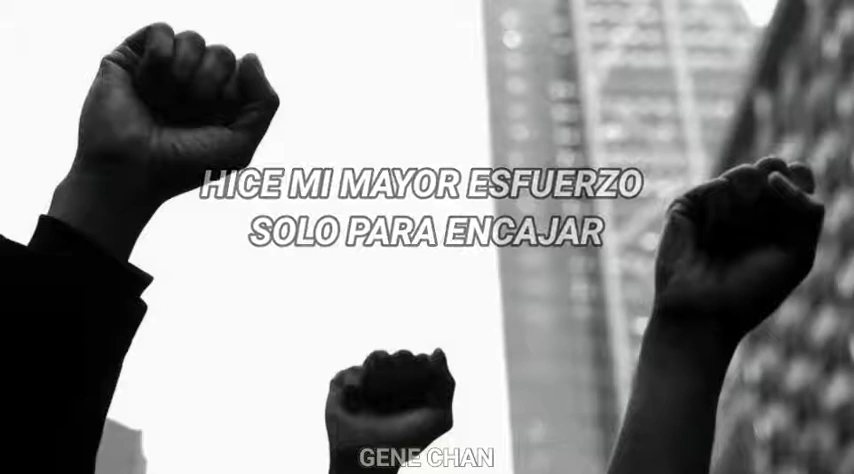 HICE MI MAYOR ESFUERZO
SOLO PARA ENCAJAR
GENE CHAN